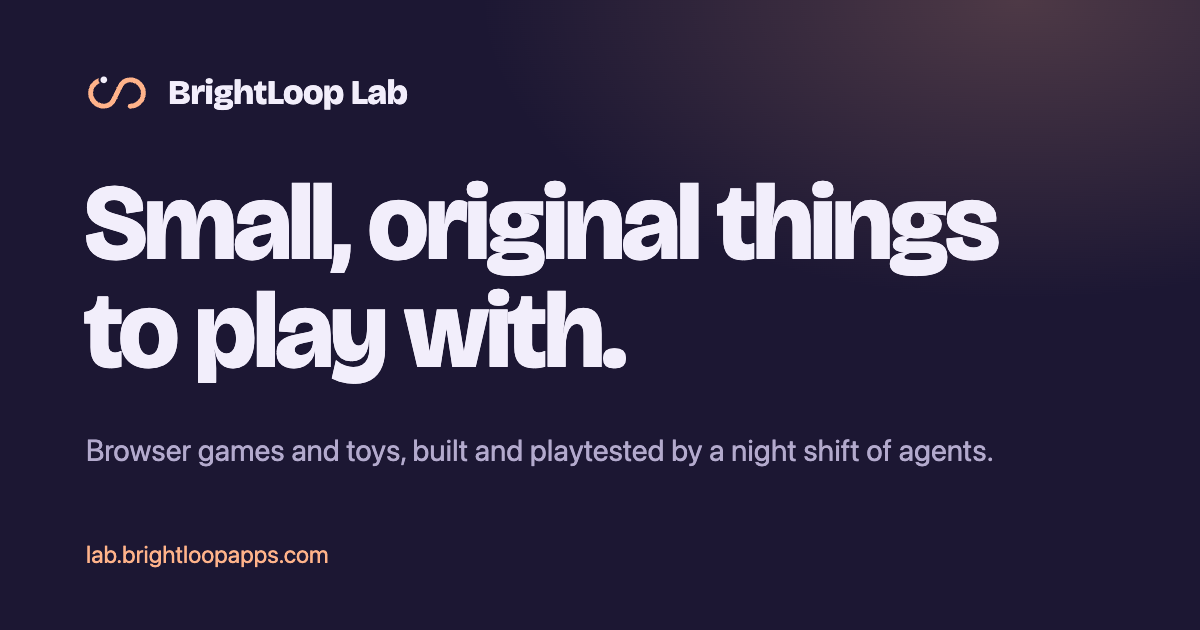 BrightLoop Lab
Small, original things
to play with.
Browser games and toys, built and playtested by a night shift of agents.
lab.brightloopapps.com